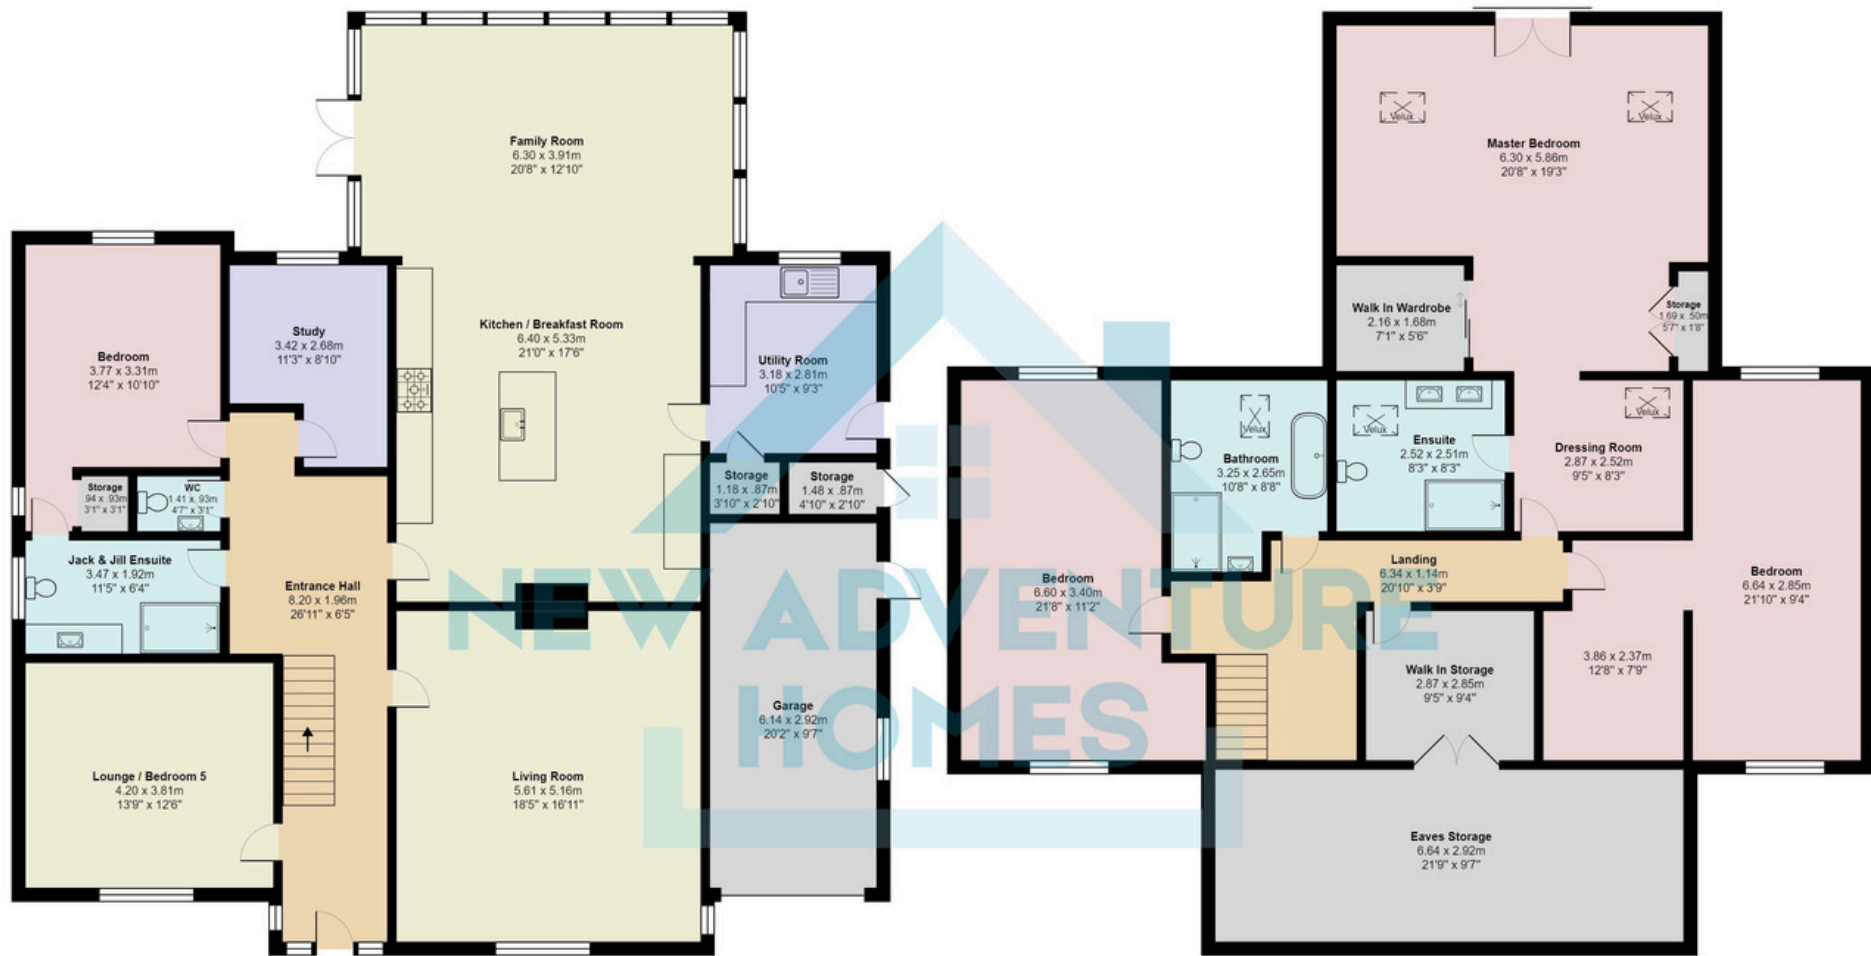 Family Room
6.30 x 3.91m
20'8" x 12'10"
Kitchen / Breakfast Room
6.40 x 5.33m
21'0" x 17'6"
Bedroom
3.77 x 3.31m
12'4" x 10'10"
Study
3.42 x 2.68m
11'3" x 8'10"
Utility Room
3.18 x 2.81m
10'5" x 9'3"
Storage
.94 x .93m
3'1" x 3'1"
WC
1.41 x .93m
4'7" x 3'1"
Storage
1.18 x .87m
3'10" x 2'10"
Storage
1.48 x .87m
4'10" x 2'10"
Jack & Jill Ensuite
3.47 x 1.92m
11'5" x 6'4"
Entrance Hall
8.20 x 1.96m
26'11" x 6'5"
Lounge / Bedroom 5
4.20 x 3.81m
13'9" x 12'6"
Living Room
5.61 x 5.16m
18'5" x 16'11"
Garage
6.14 x 2.92m
20'2" x 9'7"
Velux
Velux
Master Bedroom
6.30 x 5.86m
20'8" x 19'3"
Walk In Wardrobe
2.16 x 1.68m
7'1" x 5'6"
Storage
1.69 x .50m
5'7" x 1'8"
Velux
Bathroom
3.25 x 2.65m
10'8" x 8'8"
Velux
Ensuite
2.52 x 2.51m
8'3" x 8'3"
Velux
Dressing Room
2.87 x 2.52m
9'5" x 8'3"
Bedroom
6.60 x 3.40m
21'8" x 11'2"
Landing
6.34 x 1.14m
20'10" x 3'9"
Bedroom
6.64 x 2.85m
21'10" x 9'4"
Walk In Storage
2.87 x 2.85m
9'5" x 9'4"
3.86 x 2.37m
12'8" x 7'9"
Eaves Storage
6.64 x 2.92m
21'9" x 9'7"
NEW ADVENTURE
HOMES